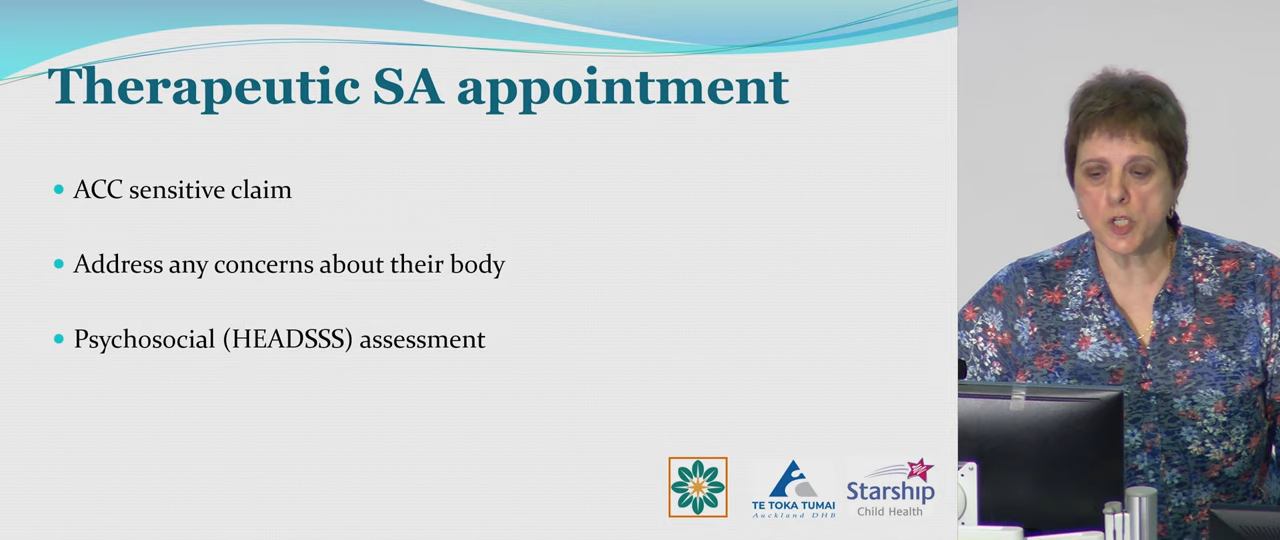 Therapeutic SA appointment
ACC sensitive claim
Address any concerns about their body
Psychosocial (HEADSSS) assessment
TE TOKA TUMAI
Auckland DHB
Starship
Child Health